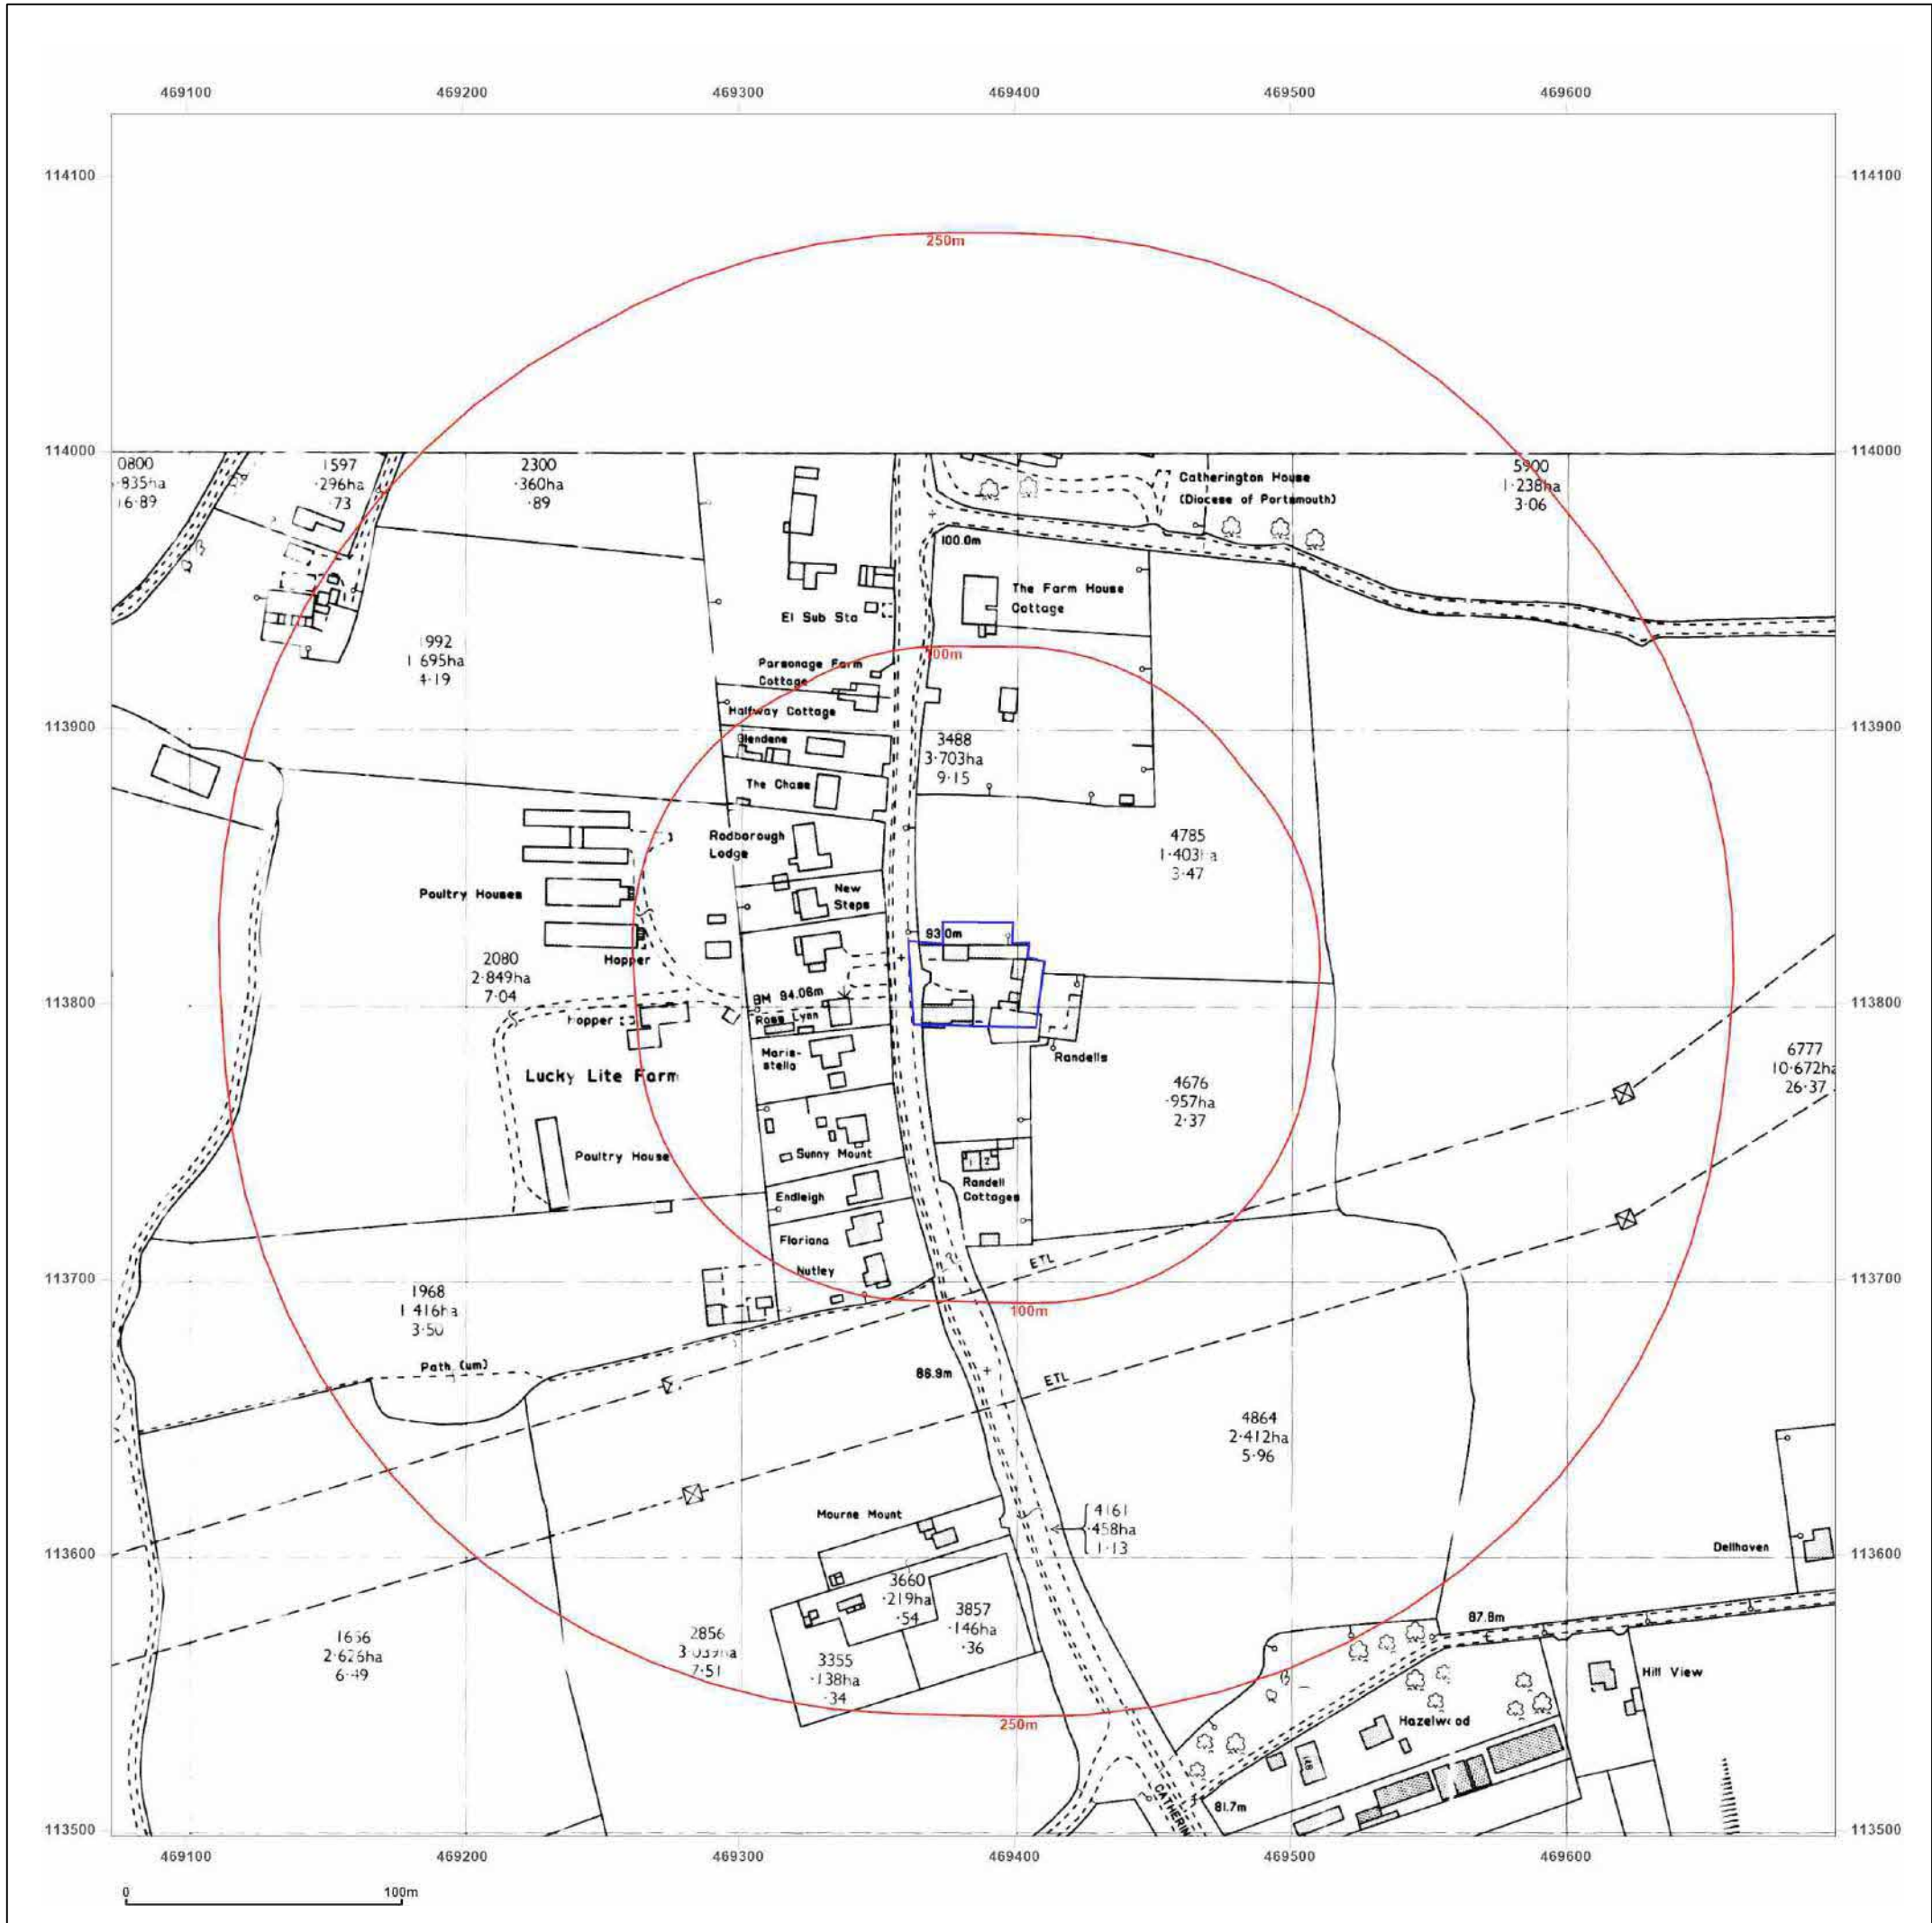 469100 469200 469300 469400 469500 469600
114100 114100
250m
114000 114000
0800
16·89
1597
·296ha
·73
2300
·360ha
·89
Catherington House
(Diocese of Portsmouth)
5900
1·238ha
3·06
100.0m
The Farm House
Cottage
El Sub Sta
1992
1 695ha
4·19
Parsonage Farm
Cottage
Halfway Cottage
113900 113900
Glendene
The Chase
3488
3·703ha
9·15
Rodborough
Lodge
4785
3·47
Poultry Houses
New
Steps
93.0m
Hopper
2080
2·849ha
7·04
BM 94.06m
113800 113800
Hopper
Ross Lynn
Maris-
stella
Randells
Lucky Lite Farm
4676
·957ha
2·37
6777
10·672ha
26·37
Poultry House
Sunny Mount
1 2
Randell
Cottages
Endleigh
Floriana
Nutley
ETL
113700 113700
100m
1968
3·50
Path (um)
86.9m
ETL
4864
2·412ha
5·96
Mourne Mount
4161
·458ha
1·13
113600 113600
Dellhaven
3660
·219ha
·54
3857
·146ha
·36
87.8m
2·626ha
6·49
2856
7·51
3355
·138ha
·34
Hill View
250m
Hazelwood
81.7m
113500 113500
469100 469200 469300 469400 469500 469600
0 100m